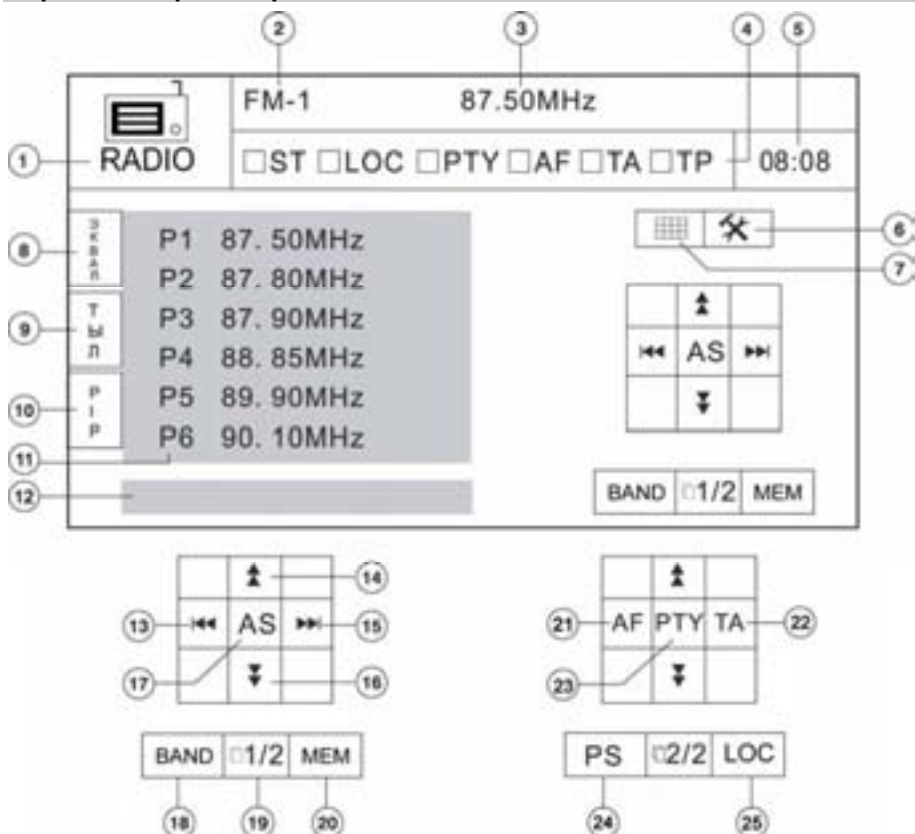 2 3 4 5
FM-1 87.50MHz
1 RADIO □ST □LOC □PTY □AF □TA □TP 08:08
8 ЭКВАЛ P1 87. 50MHz 6
P2 87. 80MHz 7
9 ТЫЛ P3 87. 90MHz
P4 88. 85MHz AS
10 PIP P5 89. 90MHz
P6 90. 10MHz
11
12 BAND 1/2 MEM
14
13 AS 15 21 AF PTY TA 22
17 16 23
BAND 1/2 MEM PS 2/2 LOC
18 19 20 24 25